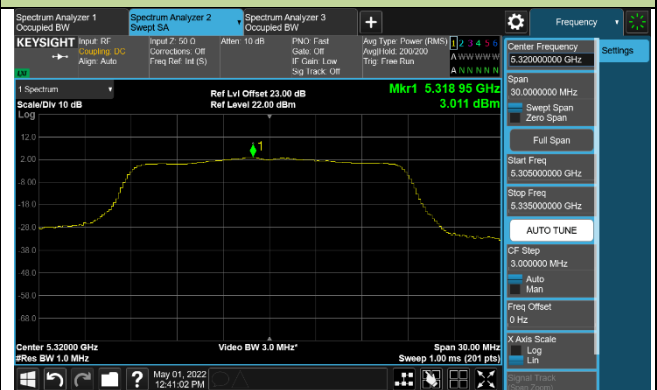 Spectrum Analyzer 1
Occupied BW
Spectrum Analyzer 2
Swept SA
Spectrum Analyzer 3
Occupied BW
+
Frequency
KEYSIGHT
Input: RF
Coupling: DC
Align: Auto
Input Z: 50 Ω
Corrections: Off
Freq Ref: Int (S)
Atten: 10 dB
PNO: Fast
Gate: Off
IF Gain: Low
Sig Track: Off
Avg Type: Power (RMS)
Avg|Hold: 200/200
Trig: Free Run
1 2 3 4 5 6
A W W W W W
A N N N N N
LXI
1 Spectrum
Scale/Div 10 dB
Log
Ref Lvl Offset 23.00 dB
Ref Level 22.00 dBm
Mkr1 5.318 95 GHz
3.011 dBm
12.0
2.00
-8.00
-18.0
-28.0
-38.0
-48.0
-58.0
-68.0
1
Center 5.32000 GHz
#Res BW 1.0 MHz
Video BW 3.0 MHz*
Span 30.00 MHz
Sweep 1.00 ms (201 pts)
May 01, 2022
12:41:02 PM
?
Center Frequency
5.320000000 GHz
Settings
Span
30.0000000 MHz
Swept Span
Zero Span
Full Span
Start Freq
5.305000000 GHz
Stop Freq
5.335000000 GHz
AUTO TUNE
CF Step
3.000000 MHz
Auto
Man
Freq Offset
0 Hz
X Axis Scale
Log
Lin
Signal Track
(Span Zoom)